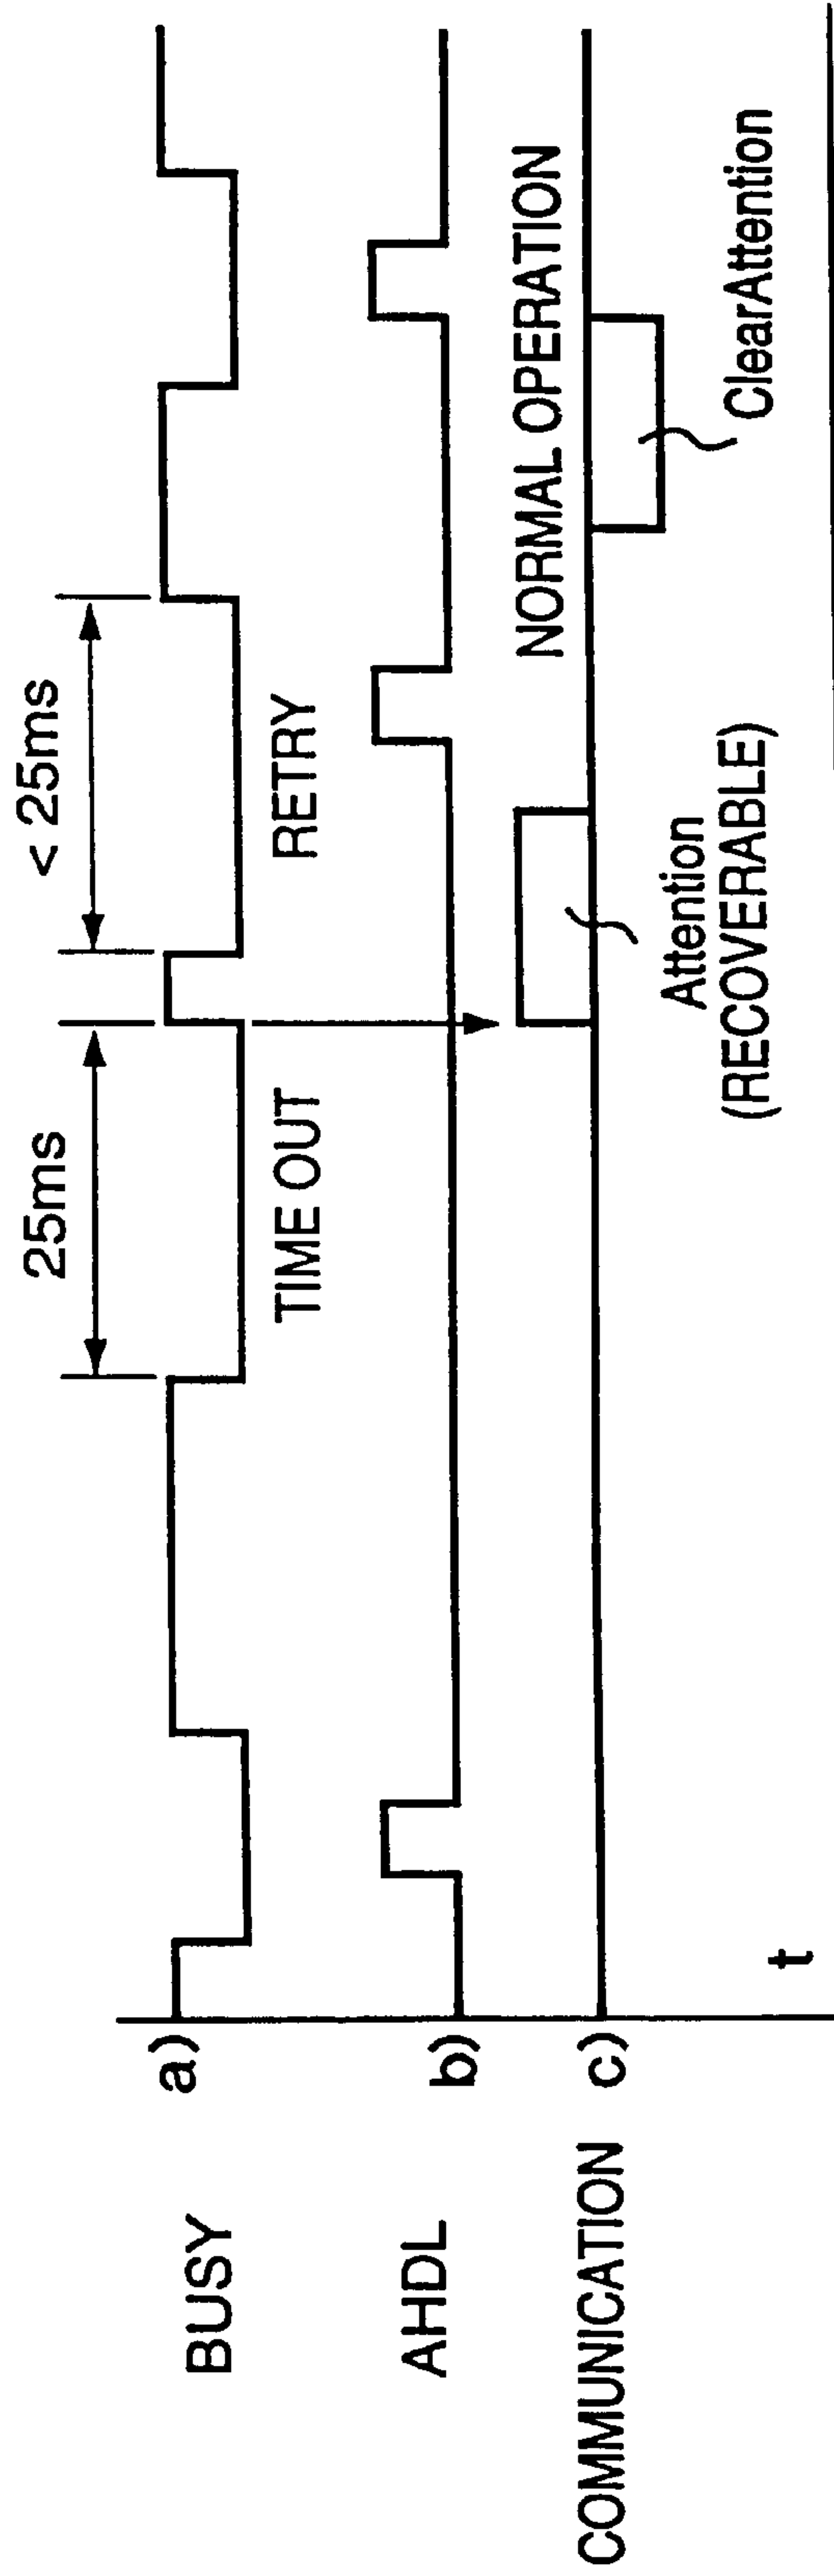 25ms
< 25ms
BUSY
a)
TIME OUT
RETRY
AHDL
b)
NORMAL OPERATION
COMMUNICATION
c)
Attention
(RECOVERABLE)
ClearAttention
t